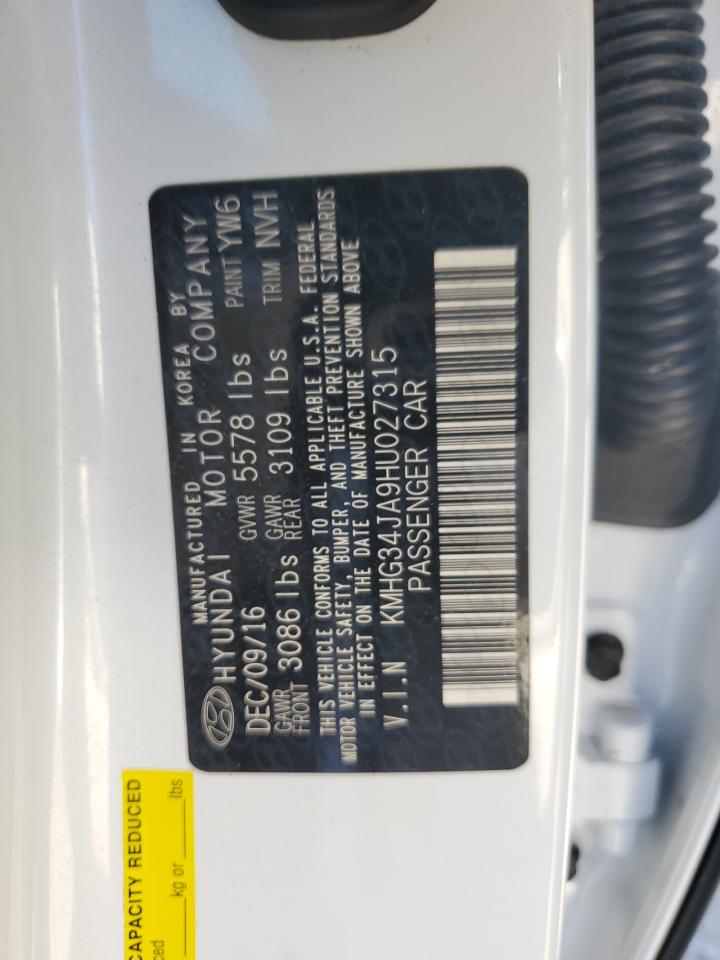 MANUFACTURED IN KOREA BY
HYUNDAI MOTOR COMPANY
DEC/09/16 GVWR 5578 lbs PAINT YW6
GAWR FRONT 3086 lbs GAWR REAR 3109 lbs TRIM NVH
THIS VEHICLE CONFORMS TO ALL APPLICABLE U.S.A. FEDERAL
MOTOR VEHICLE SAFETY, BUMPER, AND THEFT PREVENTION STANDARDS
IN EFFECT ON THE DATE OF MANUFACTURE SHOWN ABOVE
V.I.N KMHG34JA9HU027315
PASSENGER CAR
CAPACITY REDUCED
kg or ______lbs